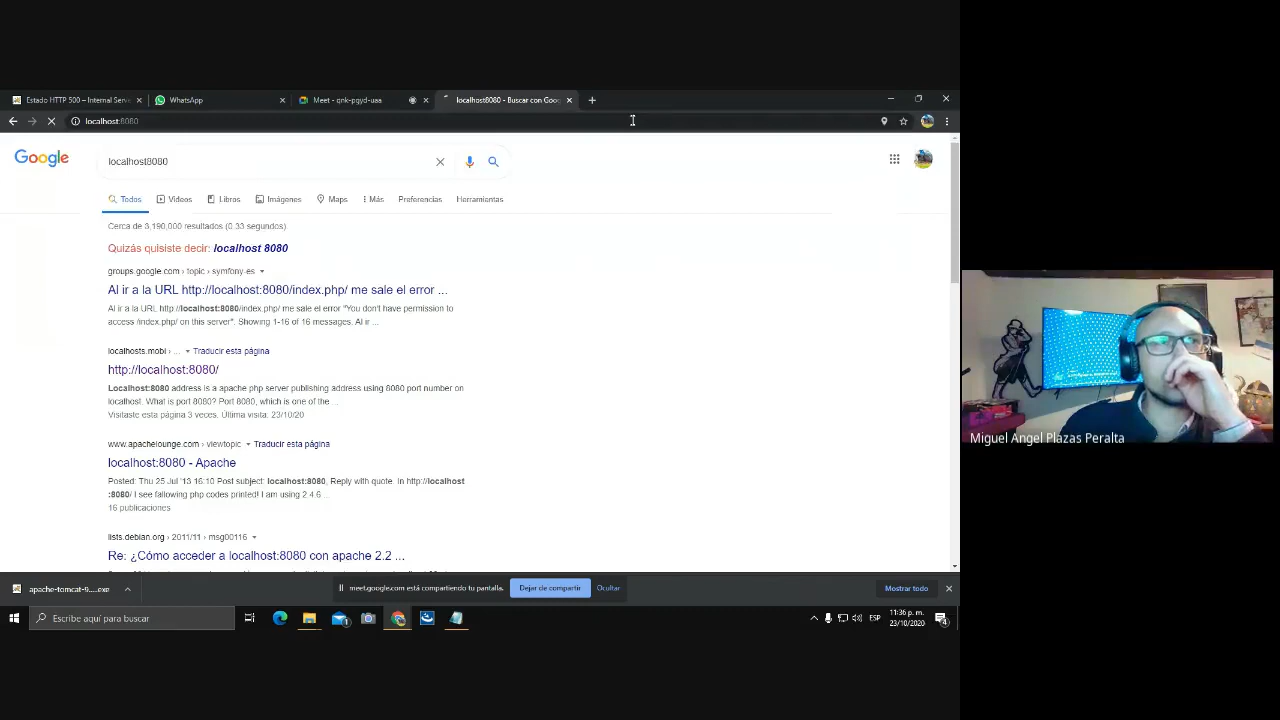 Estado HTTP 500 – Internal Serv
WhatsApp
Meet - qnk-pgyd-uaa
localhost8080 - Buscar con Goog
localhost:8080
Google
localhost8080
Todos
Videos
Libros
Imágenes
Maps
Más
Preferencias
Herramientas
Cerca de 3,190,000 resultados (0.33 segundos)
Quizás quisiste decir: localhost 8080
groups.google.com › topic › symfony-es
Al ir a la URL http://localhost:8080/index.php/ me sale el error ...
Al ir a la URL http://localhost:8080/index.php/ me sale el error "You don't have permission to
access /index.php/ on this server". Showing 1-16 of 16 messages. Al ir ...
localhosts.mobi › ... Traducir esta página
http://localhost:8080/
Localhost:8080 address is a apache php server publishing address using 8080 port number on
localhost. What is port 8080? Port 8080, which is one of the ...
Visitaste esta página 3 veces. Última visita: 23/10/20
www.apachelounge.com › viewtopic Traducir esta página
localhost:8080 - Apache
Posted: Thu 25 Jul '13 16:10 Post subject: localhost:8080, Reply with quote. In http://localhost
:8080/ I see fallowing php codes printed! I am using 2.4.6 ...
16 publicaciones
lists.debian.org › 2011/11 › msg00116
Re: ¿Cómo acceder a localhost:8080 con apache 2.2 ...
Miguel Angel Plazas Peralta
apache-tomcat-9....exe
meet.google.com está compartiendo tu pantalla.
Dejar de compartir
Ocultar
Mostrar todo
Escribe aquí para buscar
ESP
11:36 p. m.
23/10/2020
4